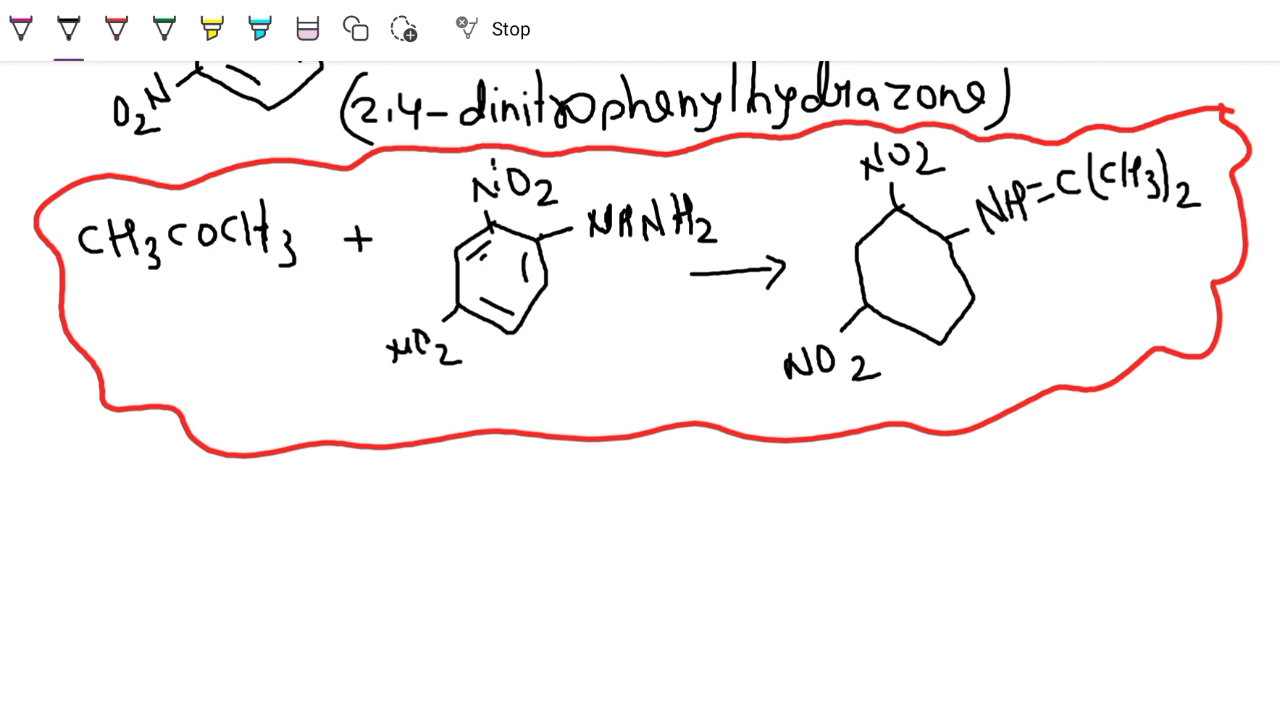 Stop
O2N (2,4-dinitrophenylhydrazone)
NO2 NO2
CH3COCH3 + NHNH2 → NH=C(CH3)2
NO2 NO2